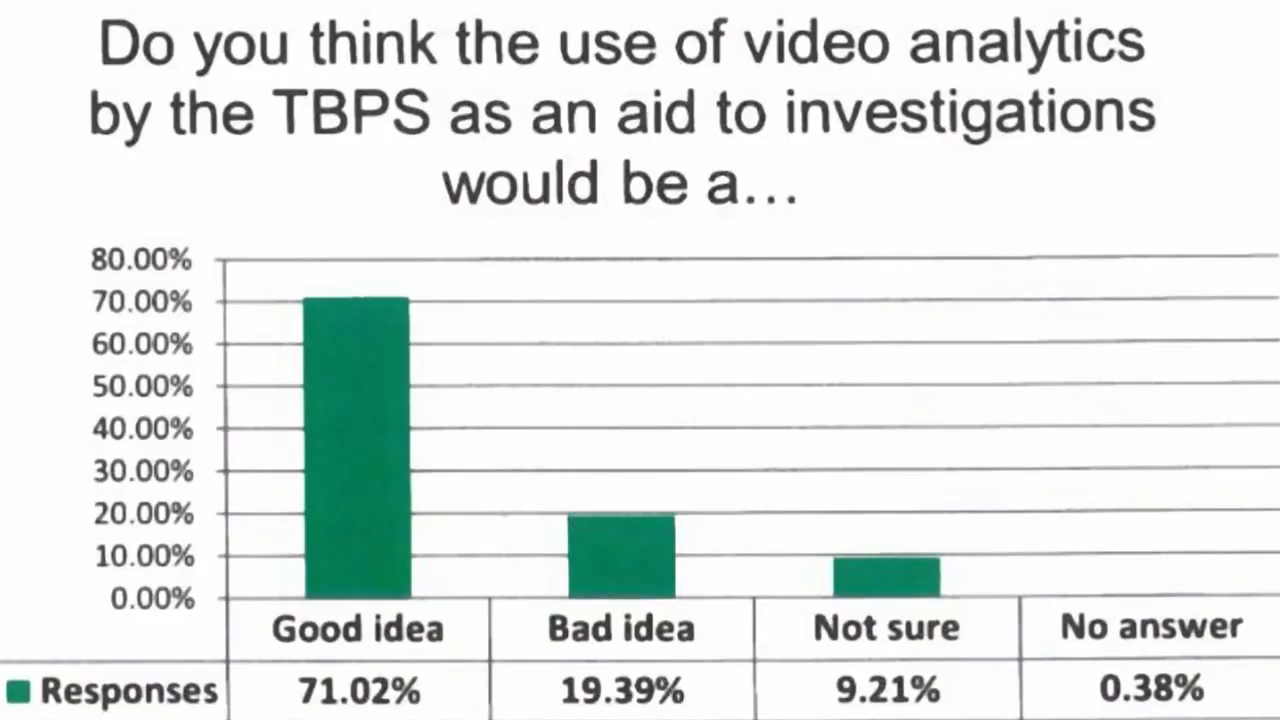 Do you think the use of video analytics
by the TBPS as an aid to investigations
would be a...
80.00%
70.00%
60.00%
50.00%
40.00%
30.00%
20.00%
10.00%
0.00%
Good idea Bad idea Not sure No answer
Responses 71.02% 19.39% 9.21% 0.38%